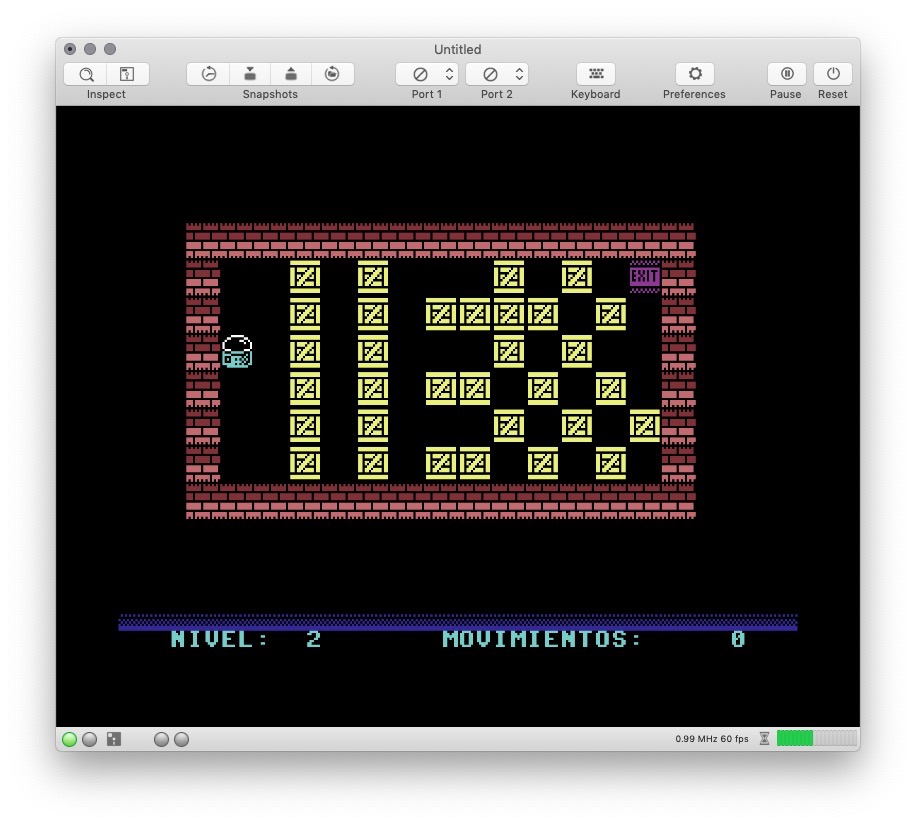 Untitled
Inspect Snapshots Port 1 Port 2 Keyboard Preferences Pause Reset
EXIT
NIVEL: 2 MOVIMIENTOS: 0
0.99 MHz 60 fps